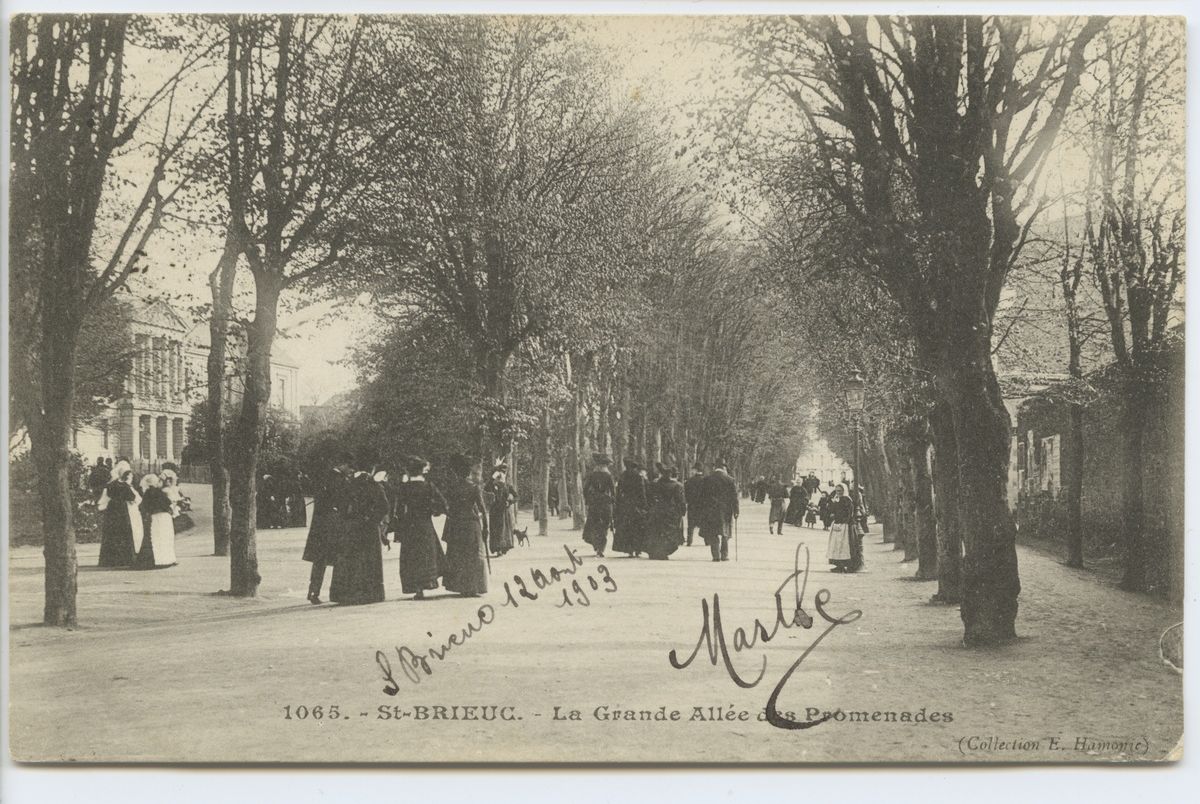 S Brieuc 12 Août
1903
Marthe
1065. - St-BRIEUC. - La Grande Allée des Promenades
(Collection E. Hamonic)